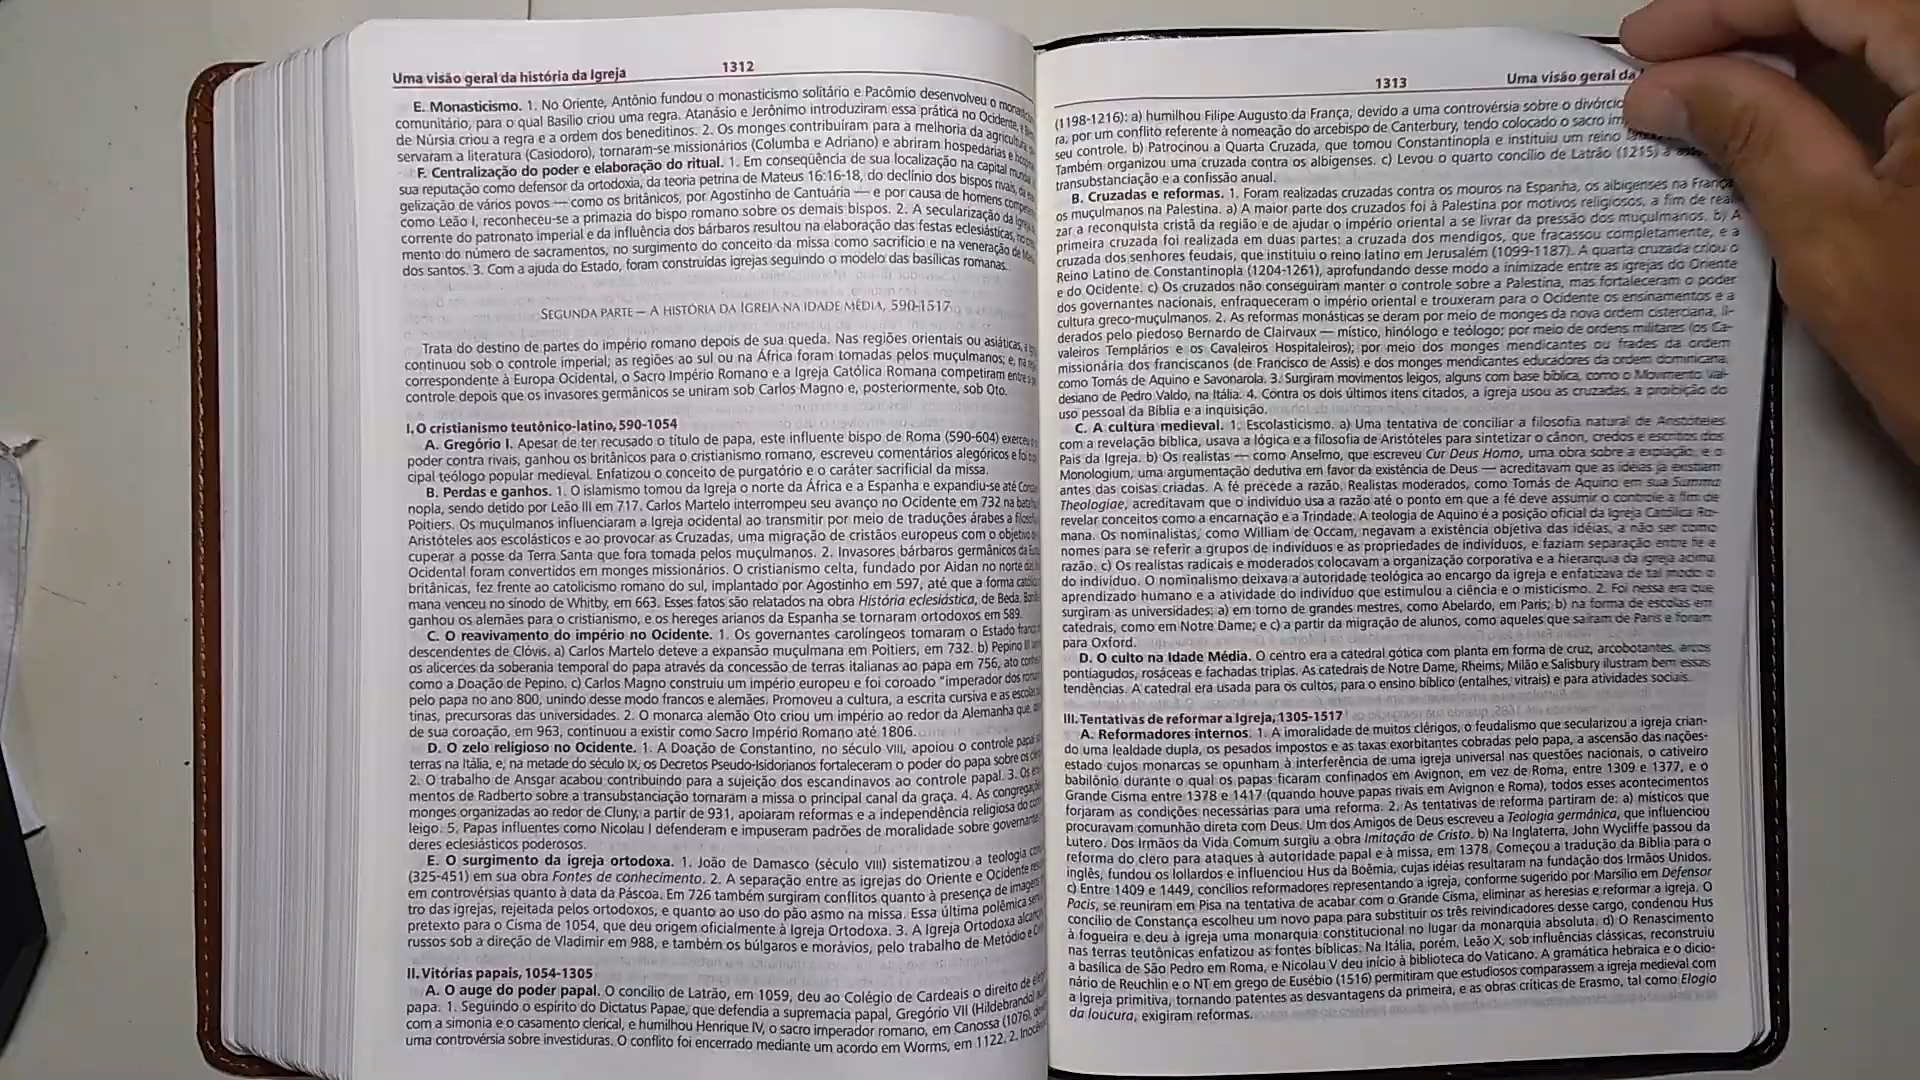 Uma visão geral da história da Igreja
1312
E. Monasticismo. 1. No Oriente, Antônio fundou o monasticismo solitário e Pacômio desenvolveu o
comunitário, para o qual Basílio criou uma regra. Atanásio e Jerônimo introduziram essa prática no Ocidente, e
de Núrsia criou a regra e a ordem dos beneditinos. 2. Os monges contribuíram para a melhoria da agricultura
servaram a literatura (Casiodoro), tornaram-se missionários (Columba e Adriano) e abriram hospedarias e
F. Centralização do poder e elaboração do ritual. 1. Em conseqüência de sua localização na capital mundial
sua reputação como defensor da ortodoxia, da teoria petrina de Mateus 16:16-18, do declínio dos bispos rivais, da
gelização de vários povos — como os britânicos, por Agostinho de Cantuária — e por causa de homens
como Leão I, reconheceu-se a primazia do bispo romano sobre os demais bispos. 2. A secularização da Igreja
corrente do patronato imperial e da influência dos bárbaros resultou na elaboração das festas eclesiásticas, no
mento do número de sacramentos, no surgimento do conceito da missa como sacrifício e na veneração de
dos santos. 3. Com a ajuda do Estado, foram construídas igrejas seguindo o modelo das basílicas romanas.
SEGUNDA PARTE — A HISTÓRIA DA IGREJA NA IDADE MÉDIA, 590-1517
Trata do destino de partes do império romano depois de sua queda. Nas regiões orientais ou asiáticas, a
continuou sob o controle imperial; as regiões ao sul ou na África foram tomadas pelos muçulmanos; e, na
correspondente à Europa Ocidental, o Sacro Império Romano e a Igreja Católica Romana competiram entre
controle depois que os invasores germânicos se uniram sob Carlos Magno e, posteriormente, sob Oto.
I. O cristianismo teutônico-latino, 590-1054
A. Gregório I. Apesar de ter recusado o título de papa, este influente bispo de Roma (590-604) exerceu
poder contra rivais, ganhou os britânicos para o cristianismo romano, escreveu comentários alegóricos e foi o
cipal teólogo popular medieval. Enfatizou o conceito de purgatório e o caráter sacrificial da missa.
B. Perdas e ganhos. 1. O islamismo tomou da Igreja o norte da África e a Espanha e expandiu-se até
nopla, sendo detido por Leão III em 717. Carlos Martelo interrompeu seu avanço no Ocidente em 732 na
Poitiers. Os muçulmanos influenciaram a Igreja ocidental ao transmitir por meio de traduções árabes a
Aristóteles aos escolásticos e ao provocar as Cruzadas, uma migração de cristãos europeus com o objetivo
cuperar a posse da Terra Santa que fora tomada pelos muçulmanos. 2. Invasores bárbaros germânicos da
Ocidental foram convertidos em monges missionários. O cristianismo celta, fundado por Aidan no norte das
britânicas, fez frente ao catolicismo romano do sul, implantado por Agostinho em 597, até que a forma
mana venceu no sínodo de Whitby, em 663. Esses fatos são relatados na obra História eclesiástica, de Beda.
ganhou os alemães para o cristianismo, e os hereges arianos da Espanha se tornaram ortodoxos em 589.
C. O reavivamento do império no Ocidente. 1. Os governantes carolíngeos tomaram o Estado
descendentes de Clóvis. a) Carlos Martelo deteve a expansão muçulmana em Poitiers, em 732. b) Pepino III
os alicerces da soberania temporal do papa através da concessão de terras italianas ao papa em 756, ato
como a Doação de Pepino. c) Carlos Magno construiu um império europeu e foi coroado "imperador dos
pelo papa no ano 800, unindo desse modo francos e alemães. Promoveu a cultura, a escrita cursiva e as
tinas, precursoras das universidades. 2. O monarca alemão Oto criou um império ao redor da Alemanha que,
de sua coroação, em 963, continuou a existir como Sacro Império Romano até 1806.
D. O zelo religioso no Ocidente. 1. A Doação de Constantino, no século VIII, apoiou o controle papal
terras na Itália, e, na metade do século IX, os Decretos Pseudo-Isidorianos fortaleceram o poder do papa sobre os
2. O trabalho de Ansgar acabou contribuindo para a sujeição dos escandinavos ao controle papal. 3. Os
mentos de Radberto sobre a transubstanciação tornaram a missa o principal canal da graça. 4. As
monges organizadas ao redor de Cluny, a partir de 931, apoiaram reformas e a independência religiosa do
leigo. 5. Papas influentes como Nicolau I defenderam e impuseram padrões de moralidade sobre
deres eclesiásticos poderosos.
E. O surgimento da igreja ortodoxa. 1. João de Damasco (século VIII) sistematizou a teologia
(325-451) em sua obra Fontes de conhecimento. 2. A separação entre as igrejas do Oriente e Ocidente
em controvérsias quanto à data da Páscoa. Em 726 também surgiram conflitos quanto à presença de imagens
tro das igrejas, rejeitada pelos ortodoxos, e quanto ao uso do pão asmo na missa. Essa última polêmica
pretexto para o Cisma de 1054, que deu origem oficialmente à Igreja Ortodoxa. 3. A Igreja Ortodoxa
russos sob a direção de Vladimir em 988, e também os búlgaros e morávios, pelo trabalho de Metódio e
II. Vitórias papais, 1054-1305
A. O auge do poder papal. O concílio de Latrão, em 1059, deu ao Colégio de Cardeais o direito de
papa. 1. Seguindo o espírito do Dictatus Papae, que defendia a supremacia papal, Gregório VII (Hildebrando)
com a simonia e o casamento clerical, e humilhou Henrique IV, o sacro imperador romano, em Canossa (1076),
uma controvérsia sobre investiduras. O conflito foi encerrado mediante um acordo em Worms, em 1122. 2.
1313
Uma visão geral da
(1198-1216): a) humilhou Filipe Augusto da França, devido a uma controvérsia sobre o divórcio
ra, por um conflito referente à nomeação do arcebispo de Canterbury, tendo colocado o sacro
seu controle. b) Patrocinou a Quarta Cruzada, que tomou Constantinopla e instituiu um reino
Também organizou uma cruzada contra os albigenses. c) Levou o quarto concílio de Latrão (1215) a
transubstanciação e a confissão anual.
B. Cruzadas e reformas. 1. Foram realizadas cruzadas contra os mouros na Espanha, os albigenses na França
os muçulmanos na Palestina. a) A maior parte dos cruzados foi à Palestina por motivos religiosos, a fim de reali-
zar a reconquista cristã da região e de ajudar o império oriental a se livrar da pressão dos muçulmanos. b) A
primeira cruzada foi realizada em duas partes: a cruzada dos mendigos, que fracassou completamente, e a
cruzada dos senhores feudais, que instituiu o reino latino em Jerusalém (1099-1187). A quarta cruzada criou o
Reino Latino de Constantinopla (1204-1261), aprofundando desse modo a inimizade entre as igrejas do Oriente
e do Ocidente. c) Os cruzados não conseguiram manter o controle sobre a Palestina, mas fortaleceram o poder
dos governantes nacionais, enfraqueceram o império oriental e trouxeram para o Ocidente os ensinamentos e a
cultura greco-muçulmanos. 2. As reformas monásticas se deram por meio de monges da nova ordem cisterciana, li-
derados pelo piedoso Bernardo de Clairvaux — místico, hinólogo e teólogo; por meio de ordens militares (os Ca-
valeiros Templários e os Cavaleiros Hospitaleiros); por meio dos monges mendicantes ou frades da ordem
missionária dos franciscanos (de Francisco de Assis) e dos monges mendicantes educadores da ordem dominicana,
como Tomás de Aquino e Savonarola. 3. Surgiram movimentos leigos, alguns com base bíblica, como o Movimento Val-
desiano de Pedro Valdo, na Itália. 4. Contra os dois últimos itens citados, a igreja usou as cruzadas, a proibição do
uso pessoal da Bíblia e a inquisição.
C. A cultura medieval. 1. Escolasticismo. a) Uma tentativa de conciliar a filosofia natural de Aristóteles
com a revelação bíblica, usava a lógica e a filosofia de Aristóteles para sintetizar o cânon, credos e escritos dos
Pais da Igreja. b) Os realistas — como Anselmo, que escreveu Cur Deus Homo, uma obra sobre a expiação, e o
Monologium, uma argumentação dedutiva em favor da existência de Deus — acreditavam que as idéias já existiam
antes das coisas criadas. A fé precede a razão. Realistas moderados, como Tomás de Aquino em sua Summa
Theologiae, acreditavam que o indivíduo usa a razão até o ponto em que a fé deve assumir o controle a fim de
revelar conceitos como a encarnação e a Trindade. A teologia de Aquino é a posição oficial da Igreja Católica Ro-
mana. Os nominalistas, como William de Occam, negavam a existência objetiva das idéias, a não ser como
nomes para se referir a grupos de indivíduos e as propriedades de indivíduos, e faziam separação entre fé e
razão. c) Os realistas radicais e moderados colocavam a organização corporativa e a hierarquia da igreja acima
do indivíduo. O nominalismo deixava a autoridade teológica ao encargo da igreja e enfatizava de tal modo o
aprendizado humano e a atividade do indivíduo que estimulou a ciência e o misticismo. 2. Foi nessa era que
surgiram as universidades: a) em torno de grandes mestres, como Abelardo, em Paris; b) na forma de escolas em
catedrais, como em Notre Dame; e c) a partir da migração de alunos, como aqueles que saíram de Paris e foram
para Oxford.
D. O culto na Idade Média. O centro era a catedral gótica com planta em forma de cruz, arcobotantes, arcos
pontiagudos, rosáceas e fachadas triplas. As catedrais de Notre Dame, Rheims, Milão e Salisbury ilustram bem essas
tendências. A catedral era usada para os cultos, para o ensino bíblico (entalhes, vitrais) e para atividades sociais.
III. Tentativas de reformar a Igreja, 1305-1517
A. Reformadores internos. 1. A imoralidade de muitos clérigos, o feudalismo que secularizou a igreja crian-
do uma lealdade dupla, os pesados impostos e as taxas exorbitantes cobradas pelo papa, a ascensão das nações-
estado cujos monarcas se opunham à interferência de uma igreja universal nas questões nacionais, o cativeiro
babilônio durante o qual os papas ficaram confinados em Avignon, em vez de Roma, entre 1309 e 1377, e o
Grande Cisma entre 1378 e 1417 (quando houve papas rivais em Avignon e Roma), todos esses acontecimentos
forjaram as condições necessárias para uma reforma. 2. As tentativas de reforma partiram de: a) místicos que
procuravam comunhão direta com Deus. Um dos Amigos de Deus escreveu a Teologia germânica, que influenciou
Lutero. Dos Irmãos da Vida Comum surgiu a obra Imitação de Cristo. b) Na Inglaterra, John Wycliffe passou da
reforma do clero para ataques à autoridade papal e à missa, em 1378. Começou a tradução da Bíblia para o
inglês, fundou os lollardos e influenciou Hus da Boêmia, cujas idéias resultaram na fundação dos Irmãos Unidos.
c) Entre 1409 e 1449, concílios reformadores representando a igreja, conforme sugerido por Marsílio em Defensor
Pacis, se reuniram em Pisa na tentativa de acabar com o Grande Cisma, eliminar as heresias e reformar a igreja. O
concílio de Constança escolheu um novo papa para substituir os três reivindicadores desse cargo, condenou Hus
à fogueira e deu à igreja uma monarquia constitucional no lugar da monarquia absoluta. d) O Renascimento
nas terras teutônicas enfatizou as fontes bíblicas. Na Itália, porém, Leão X, sob influências clássicas, reconstruiu
a basílica de São Pedro em Roma, e Nicolau V deu início à biblioteca do Vaticano. A gramática hebraica e o dicio-
nário de Reuchlin e o NT em grego de Eusébio (1516) permitiram que estudiosos comparassem a igreja medieval com
a Igreja primitiva, tornando patentes as desvantagens da primeira, e as obras críticas de Erasmo, tal como Elogio
da loucura, exigiram reformas.